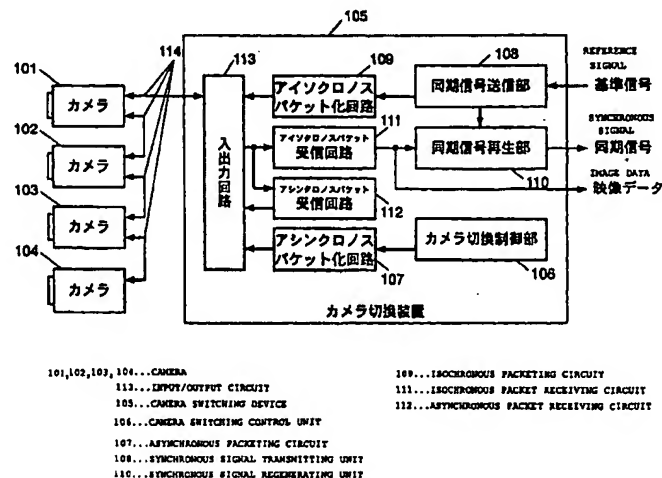 105
114
101
カメラ
102
カメラ
103
カメラ
104
カメラ
113
入出力回路
109
アイソクロノス
パケット化回路
108
同期信号送信部
REFERENCE
SIGNAL
基準信号
アイソクロノスパケット
受信回路
111
同期信号再生部
110
SYNCHRONOUS
SIGNAL
同期信号
+
IMAGE DATA
映像データ
アシンクロノスパケット
受信回路
112
アシンクロノス
パケット化回路
107
カメラ切換制御部
106
カメラ切換装置
101,102,103,104...CAMERA
113...INPUT/OUTPUT CIRCUIT
105...CAMERA SWITCHING DEVICE
106...CAMERA SWITCHING CONTROL UNIT
107...ASYNCHRONOUS PACKETING CIRCUIT
108...SYNCHRONOUS SIGNAL TRANSMITTING UNIT
110...SYNCHRONOUS SIGNAL REGENERATING UNIT
109...ISOCHRONOUS PACKETING CIRCUIT
111...ISOCHRONOUS PACKET RECEIVING CIRCUIT
112...ASYNCHRONOUS PACKET RECEIVING CIRCUIT